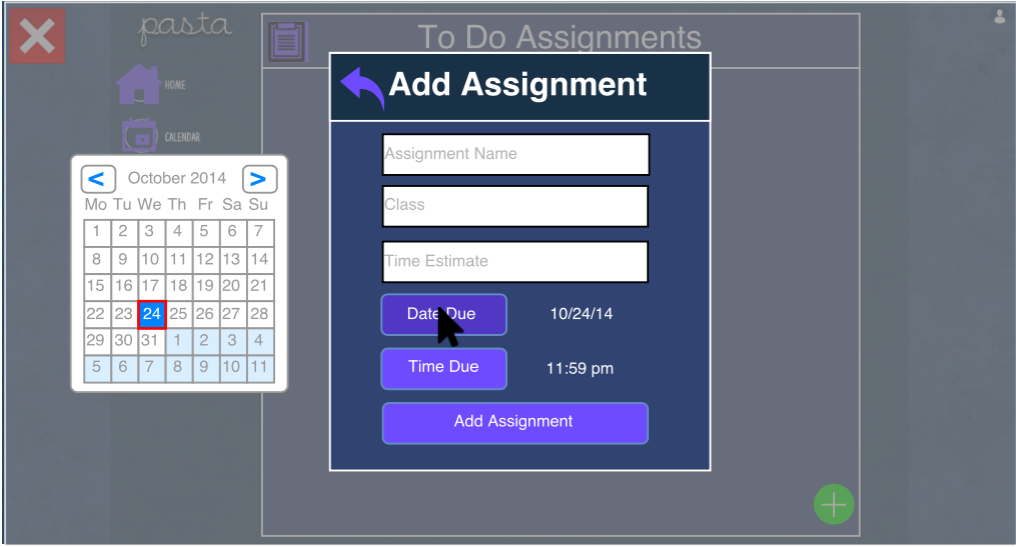 pasta
To Do Assignments
HOME
CALENDAR
Add Assignment
Assignment Name
Class
Time Estimate
Date Due 10/24/14
Time Due 11:59 pm
Add Assignment
< October 2014 >
Mo Tu We Th Fr Sa Su
1 2 3 4 5 6 7
8 9 10 11 12 13 14
15 16 17 18 19 20 21
22 23 24 25 26 27 28
29 30 31 1 2 3 4
5 6 7 8 9 10 11